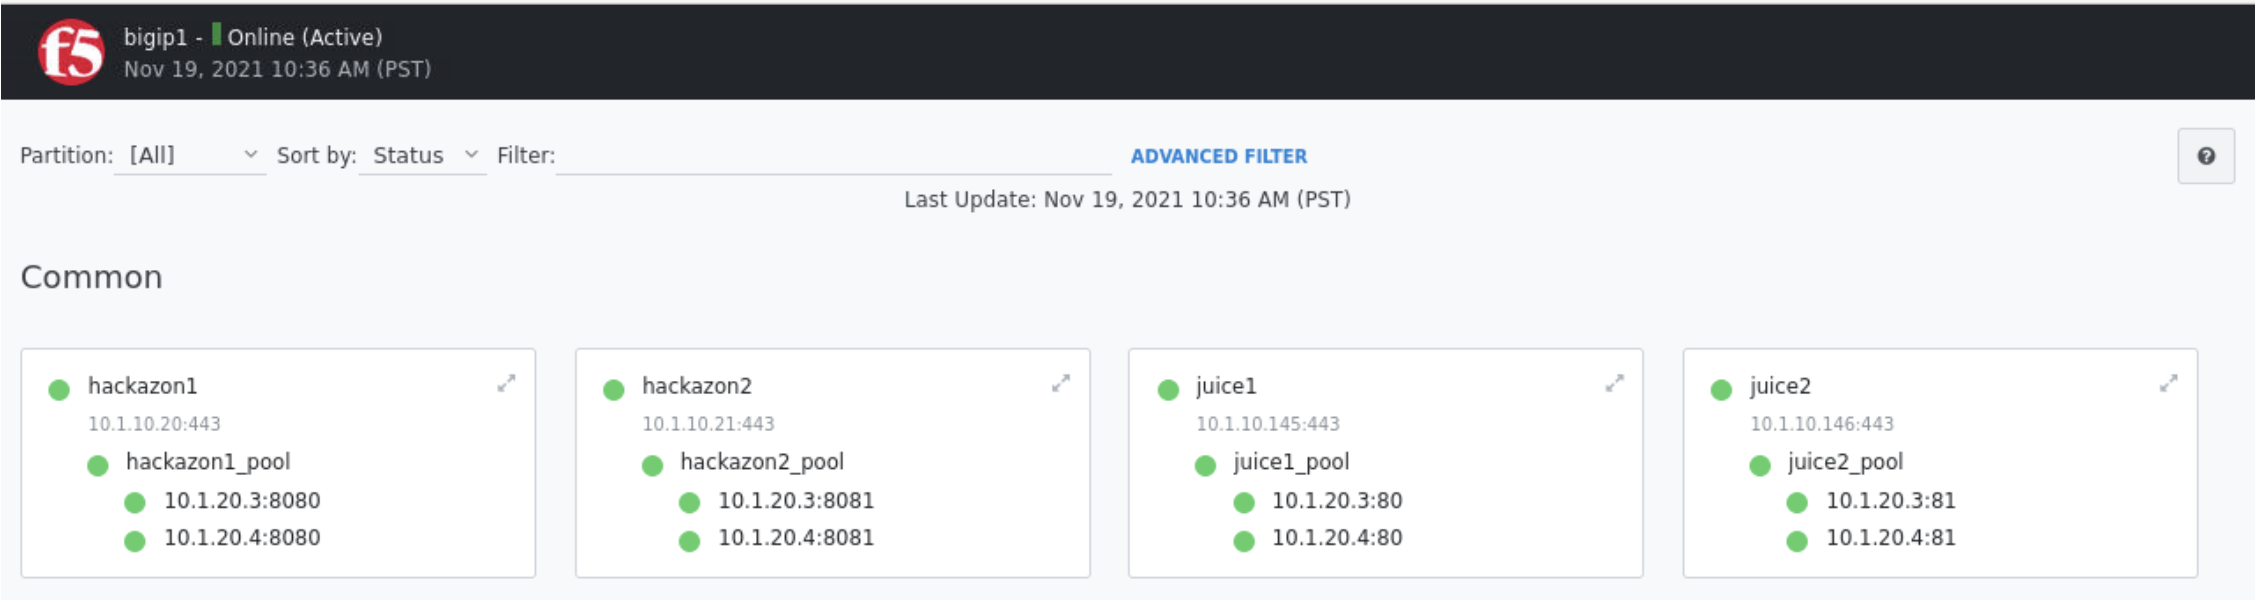 f5
bigip1 - Online (Active)
Nov 19, 2021 10:36 AM (PST)
Partition: [All] Sort by: Status Filter: ADVANCED FILTER ?
Last Update: Nov 19, 2021 10:36 AM (PST)
Common
hackazon1
10.1.10.20:443
hackazon1_pool
10.1.20.3:8080
10.1.20.4:8080
hackazon2
10.1.10.21:443
hackazon2_pool
10.1.20.3:8081
10.1.20.4:8081
juice1
10.1.10.145:443
juice1_pool
10.1.20.3:80
10.1.20.4:80
juice2
10.1.10.146:443
juice2_pool
10.1.20.3:81
10.1.20.4:81